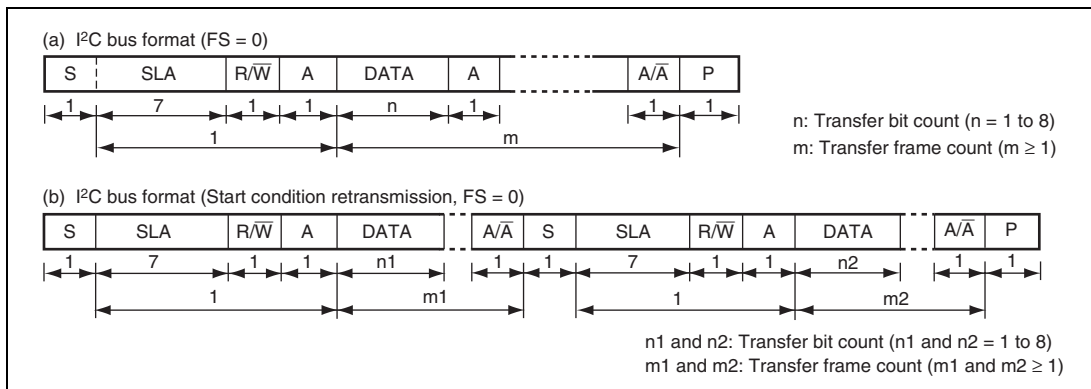 (a) I²C bus format (FS = 0)
S SLA R/W̅ A DATA A A/A̅ P
1 7 1 1 n 1 1 1
1 m
n: Transfer bit count (n = 1 to 8)
m: Transfer frame count (m ≥ 1)
(b) I²C bus format (Start condition retransmission, FS = 0)
S SLA R/W̅ A DATA A/A̅ S SLA R/W̅ A DATA A/A̅ P
1 7 1 1 n1 1 1 7 1 1 n2 1 1
1 m1 1 m2
n1 and n2: Transfer bit count (n1 and n2 = 1 to 8)
m1 and m2: Transfer frame count (m1 and m2 ≥ 1)